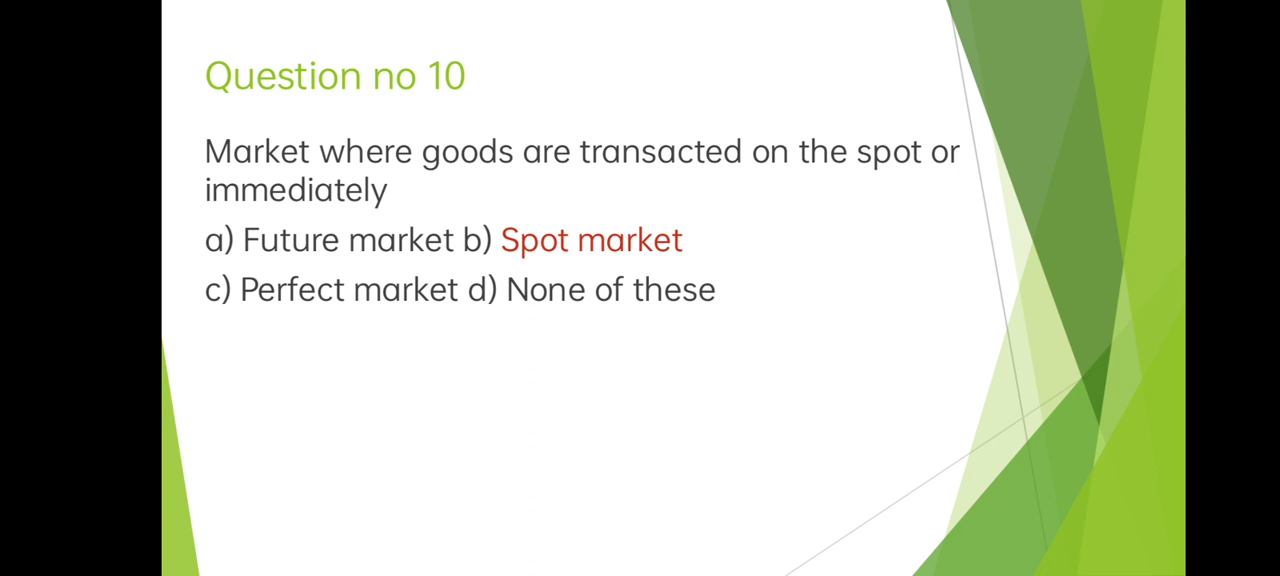 Question no 10
Market where goods are transacted on the spot or
immediately
a) Future market b) Spot market
c) Perfect market d) None of these